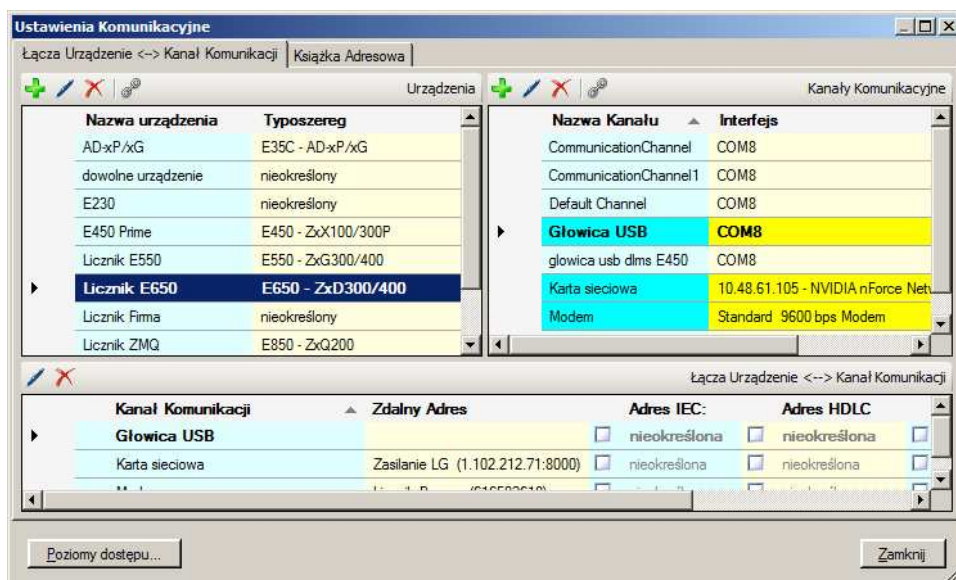 Ustawienia Komunikacyjne
Łącza Urządzenie <--> Kanał Komunikacji Książka Adresowa
Urządzenia
Nazwa urządzenia Typoszereg
AD-xP/xG E35C - AD-xP/xG
dowolne urządzenie nieokreślony
E230 nieokreślony
E450 Prime E450 - ZxX100/300P
Licznik E550 E550 - ZxG300/400
Licznik E650 E650 - ZxD300/400
Licznik Firma nieokreślony
Licznik ZMQ E850 - ZxQ200
Kanały Komunikacyjne
Nazwa Kanału Interfejs
CommunicationChannel COM8
CommunicationChannel1 COM8
Default Channel COM8
Głowica USB COM8
glowica usb dlms E450 COM8
Karta sieciowa 10.48.61.105 - NVIDIA nForce Netw
Modem Standard 9600 bps Modem
Łącza Urządzenie <--> Kanał Komunikacji
Kanał Komunikacji Zdalny Adres Adres IEC: Adres HDLC
Głowica USB nieokreślona nieokreślona
Karta sieciowa Zasilanie LG (1.102.212.71:8000) nieokreślona nieokreślona
Poziomy dostępu... Zamknij